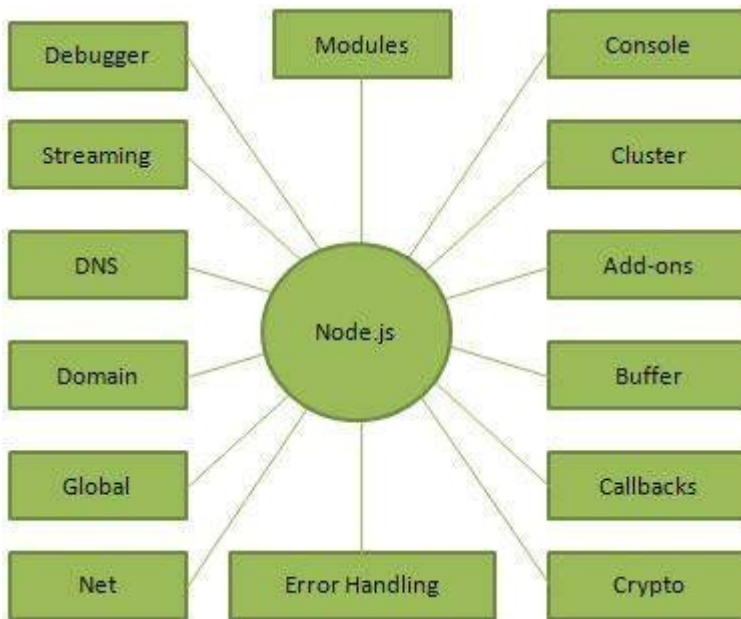 Debugger
Modules
Console
Streaming
Cluster
DNS
Add-ons
Node.js
Domain
Buffer
Global
Callbacks
Net
Error Handling
Crypto